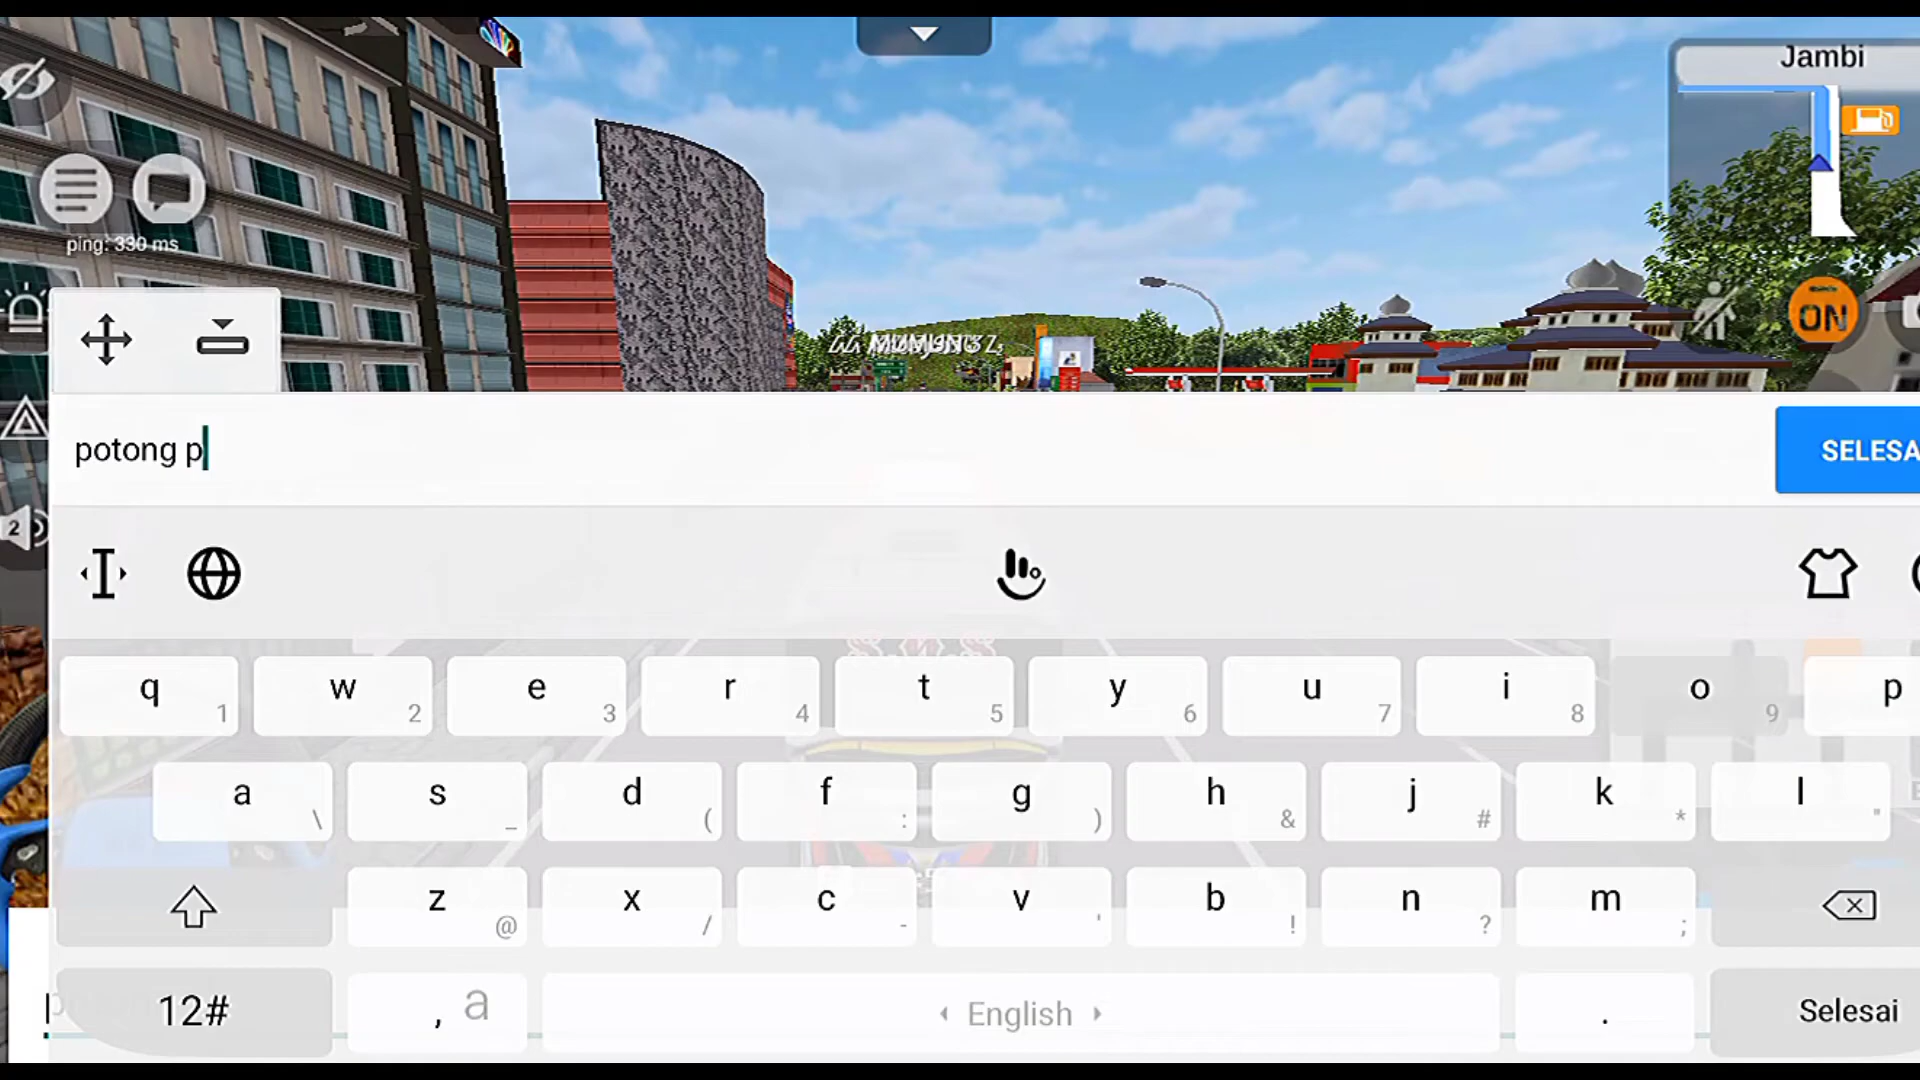 Jambi
ping: 330 ms
ON
potong p
SELESA
2
q 1 w 2 e 3 r 4 t 5 y 6 u 7 i 8 o 9 p
a \ s _ d ( f : g ) h & j # k * l "
z @ x / c - v ' b ! n ? m ;
12# , a English . Selesai